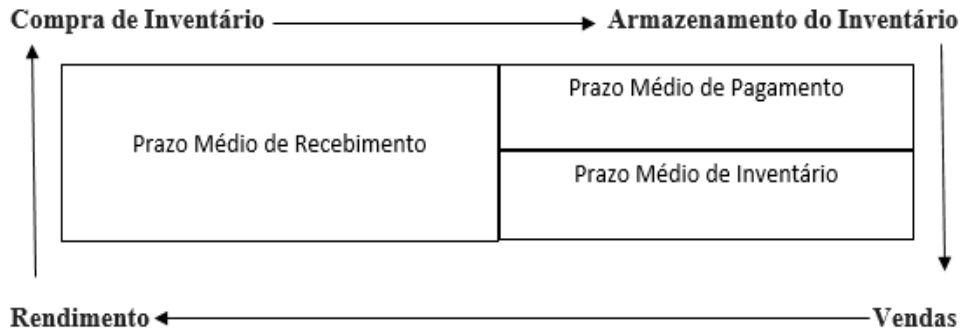 Compra de Inventário
Armazenamento do Inventário
Prazo Médio de Recebimento
Prazo Médio de Pagamento
Prazo Médio de Inventário
Rendimento
Vendas